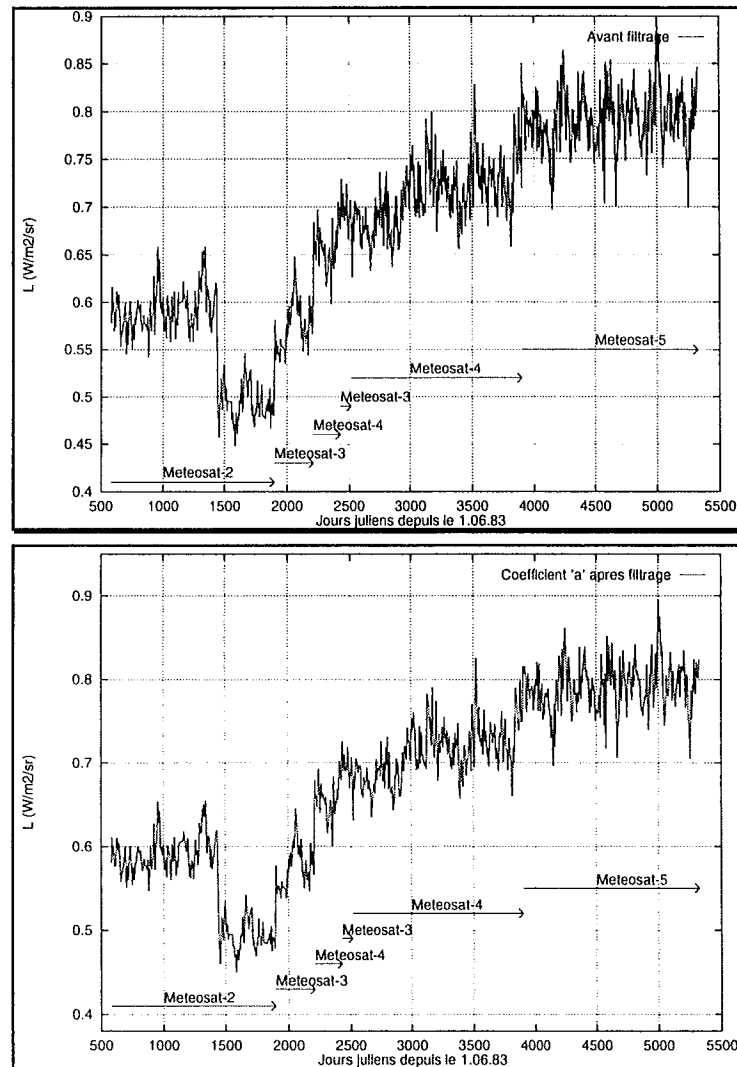 0.9
Avant filtrage
0.85
0.8
0.75
0.7
0.65
L (W/m2/sr)
0.6
0.55
Meteosat-5
Meteosat-4
0.5
Meteosat-3
0.45
Meteosat-4
Meteosat-3
Meteosat-2
0.4
500 1000 1500 2000 2500 3000 3500 4000 4500 5000 5500
Jours juliens depuis le 1.06.83
Coefficient 'a' apres filtrage
0.9
0.8
0.7
L (W/m2/sr)
0.6
Meteosat-5
Meteosat-4
0.5
Meteosat-3
Meteosat-4
Meteosat-3
Meteosat-2
0.4
500 1000 1500 2000 2500 3000 3500 4000 4500 5000 5500
Jours juliens depuis le 1.06.83